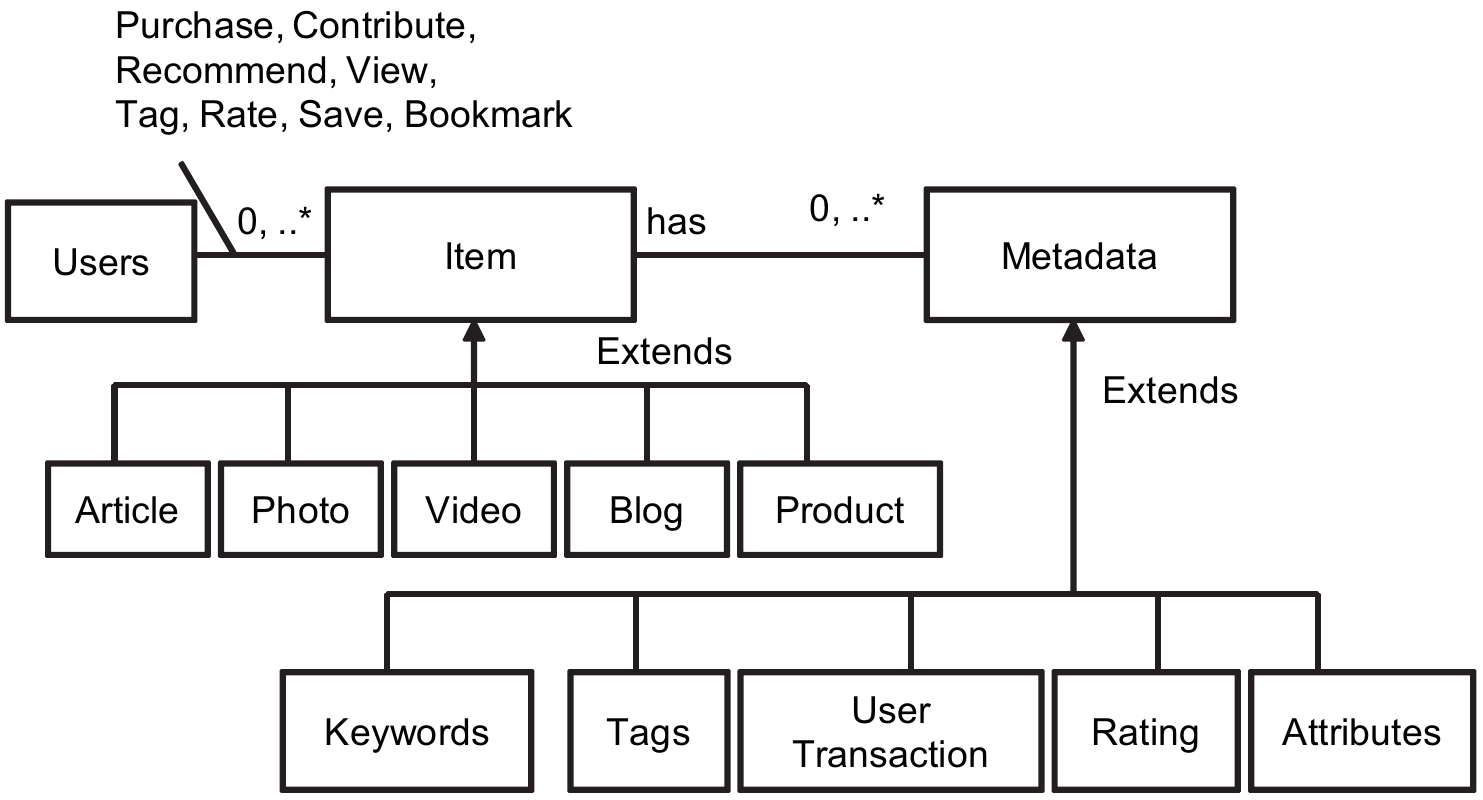 Purchase, Contribute,
Recommend, View,
Tag, Rate, Save, Bookmark
Users
0, ..*
Item
has
0, ..*
Metadata
Extends
Extends
Article
Photo
Video
Blog
Product
Keywords
Tags
User
Transaction
Rating
Attributes